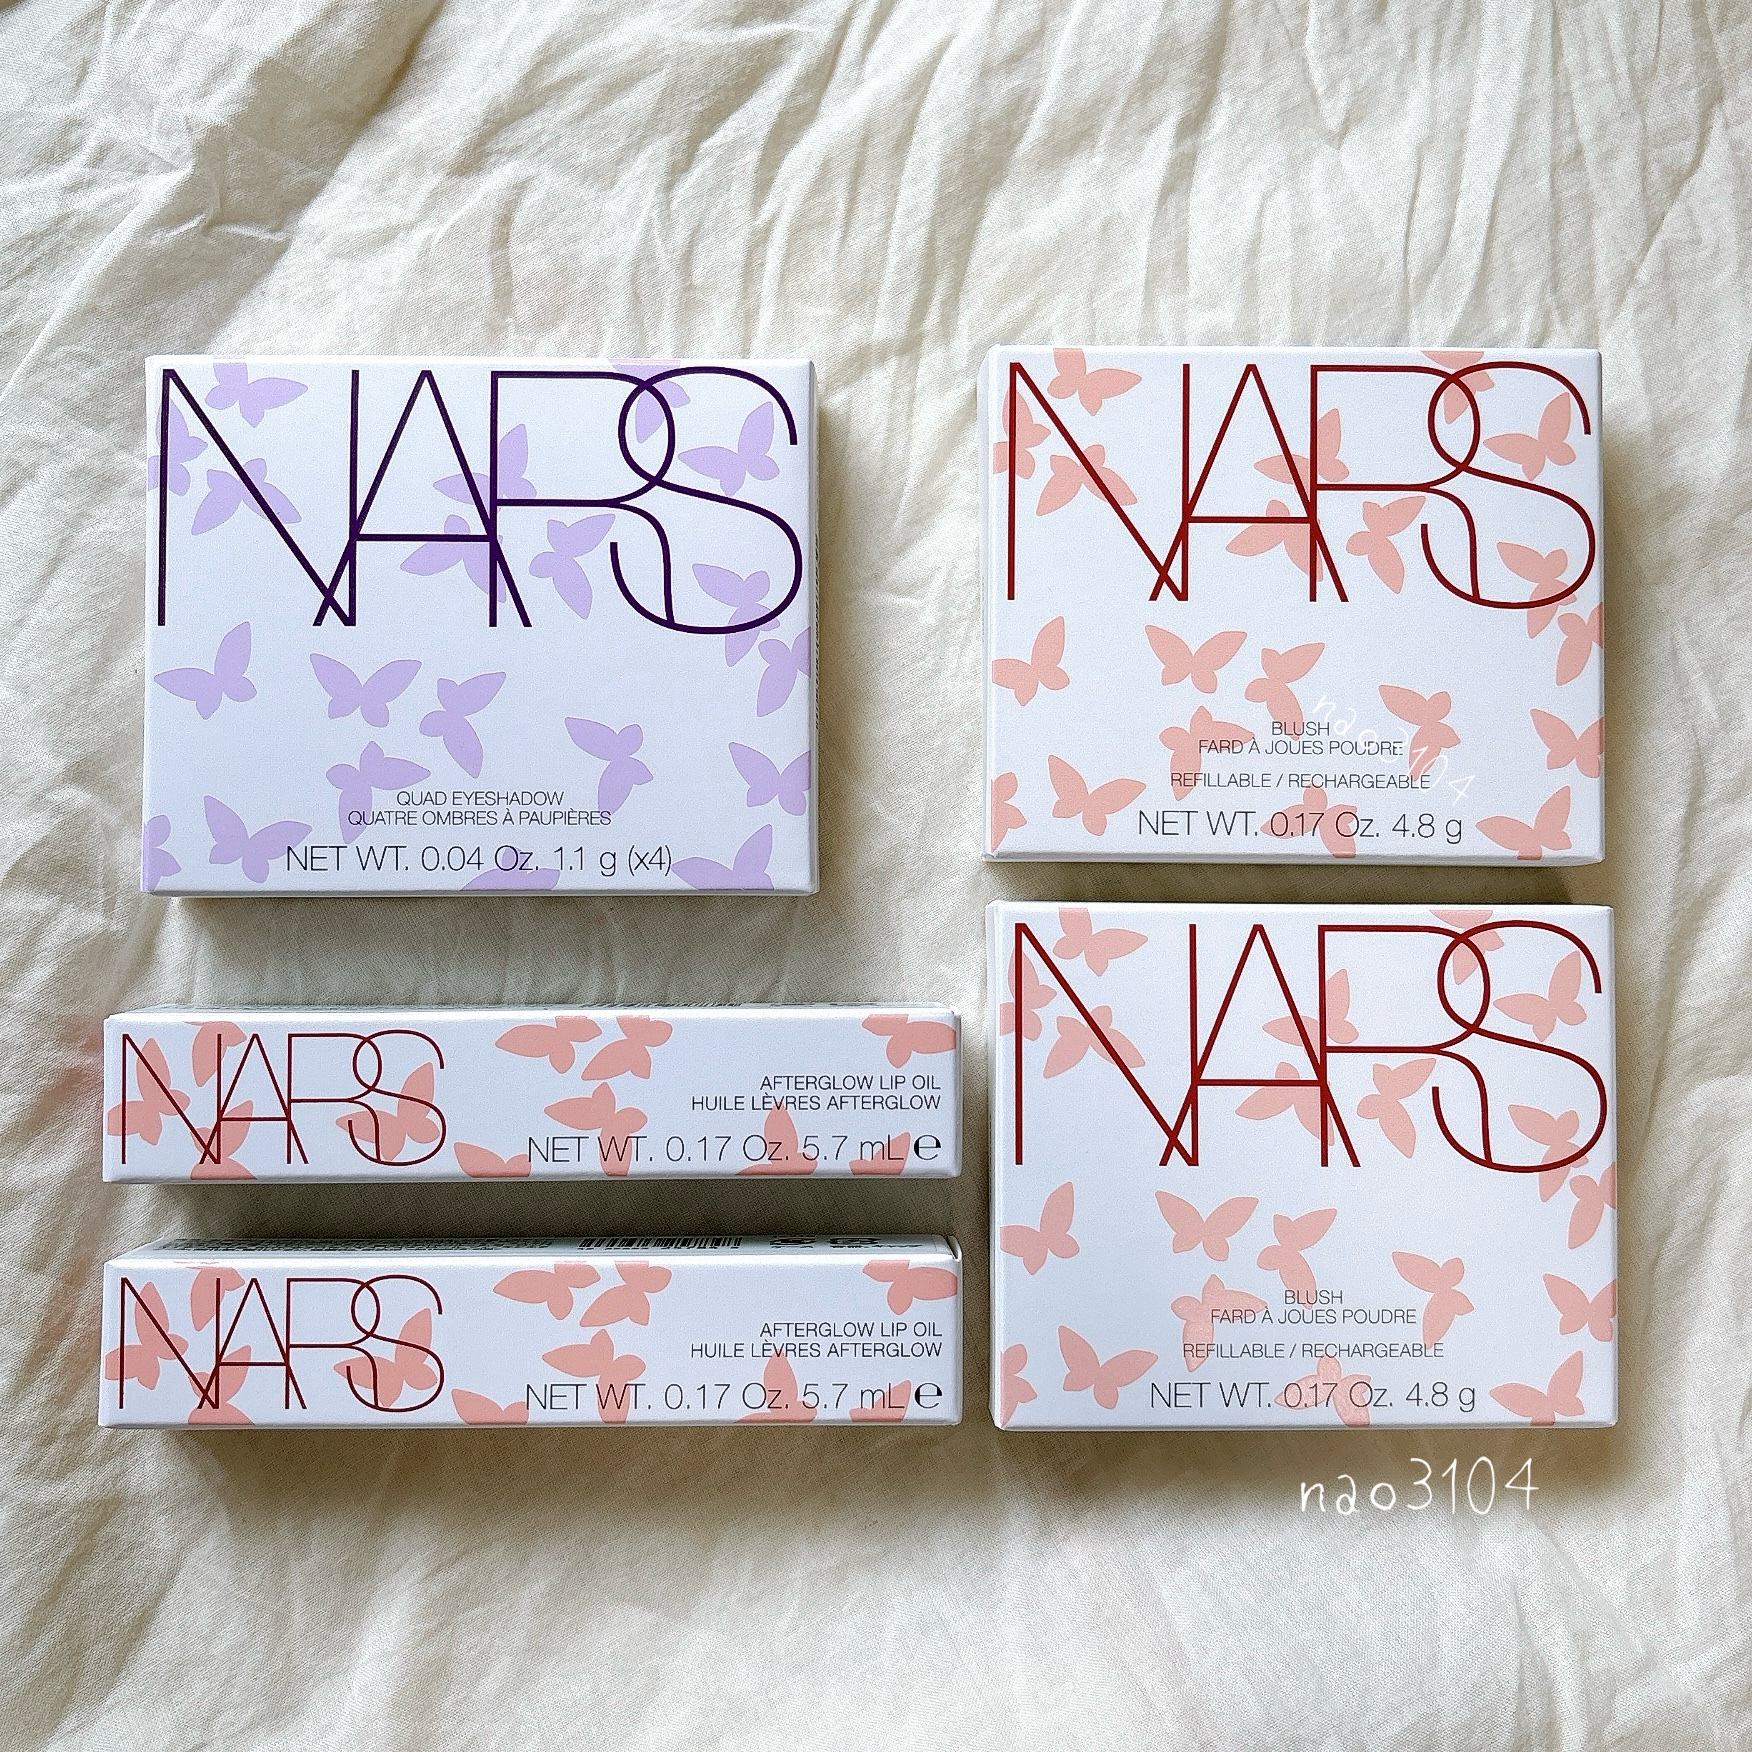 NARS
QUAD EYESHADOW
QUATRE OMBRES À PAUPIÈRES
NET WT. 0.04 Oz. 1.1 g (x4)
NARS
BLUSH
FARD À JOUES POUDRE
REFILLABLE / RECHARGEABLE
NET WT. 0.17 Oz. 4.8 g
nao3104
NARS
AFTERGLOW LIP OIL
HUILE LÈVRES AFTERGLOW
NET WT. 0.17 Oz. 5.7 mL e
NARS
AFTERGLOW LIP OIL
HUILE LÈVRES AFTERGLOW
NET WT. 0.17 Oz. 5.7 mL e
NARS
BLUSH
FARD À JOUES POUDRE
REFILLABLE / RECHARGEABLE
NET WT. 0.17 Oz. 4.8 g
nao3104